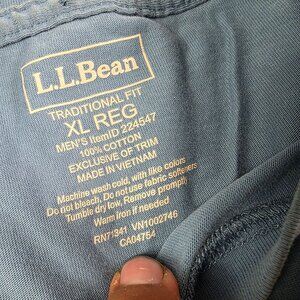 L.L.Bean
TRADITIONAL FIT
XL REG
MEN'S ItemID 224547
100% COTTON
EXCLUSIVE OF TRIM
MADE IN VIETNAM
Machine wash cold, with like colors
Do not bleach, Do not use fabric softeners
Tumble dry low, Remove promptly
Warm iron if needed
RN71341 VN1002746
CA04754